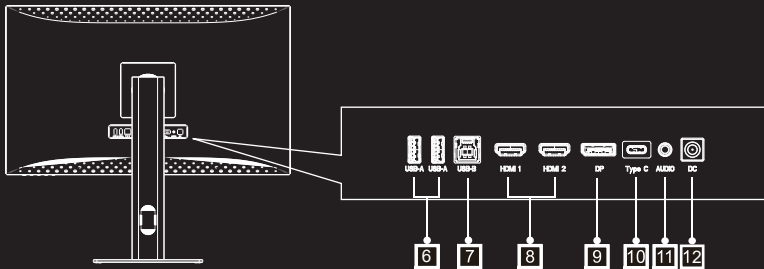 USB-A USB-A USB-B HDMI 1 HDMI 2 DP Type C AUDIO DC
6 7 8 9 10 11 12